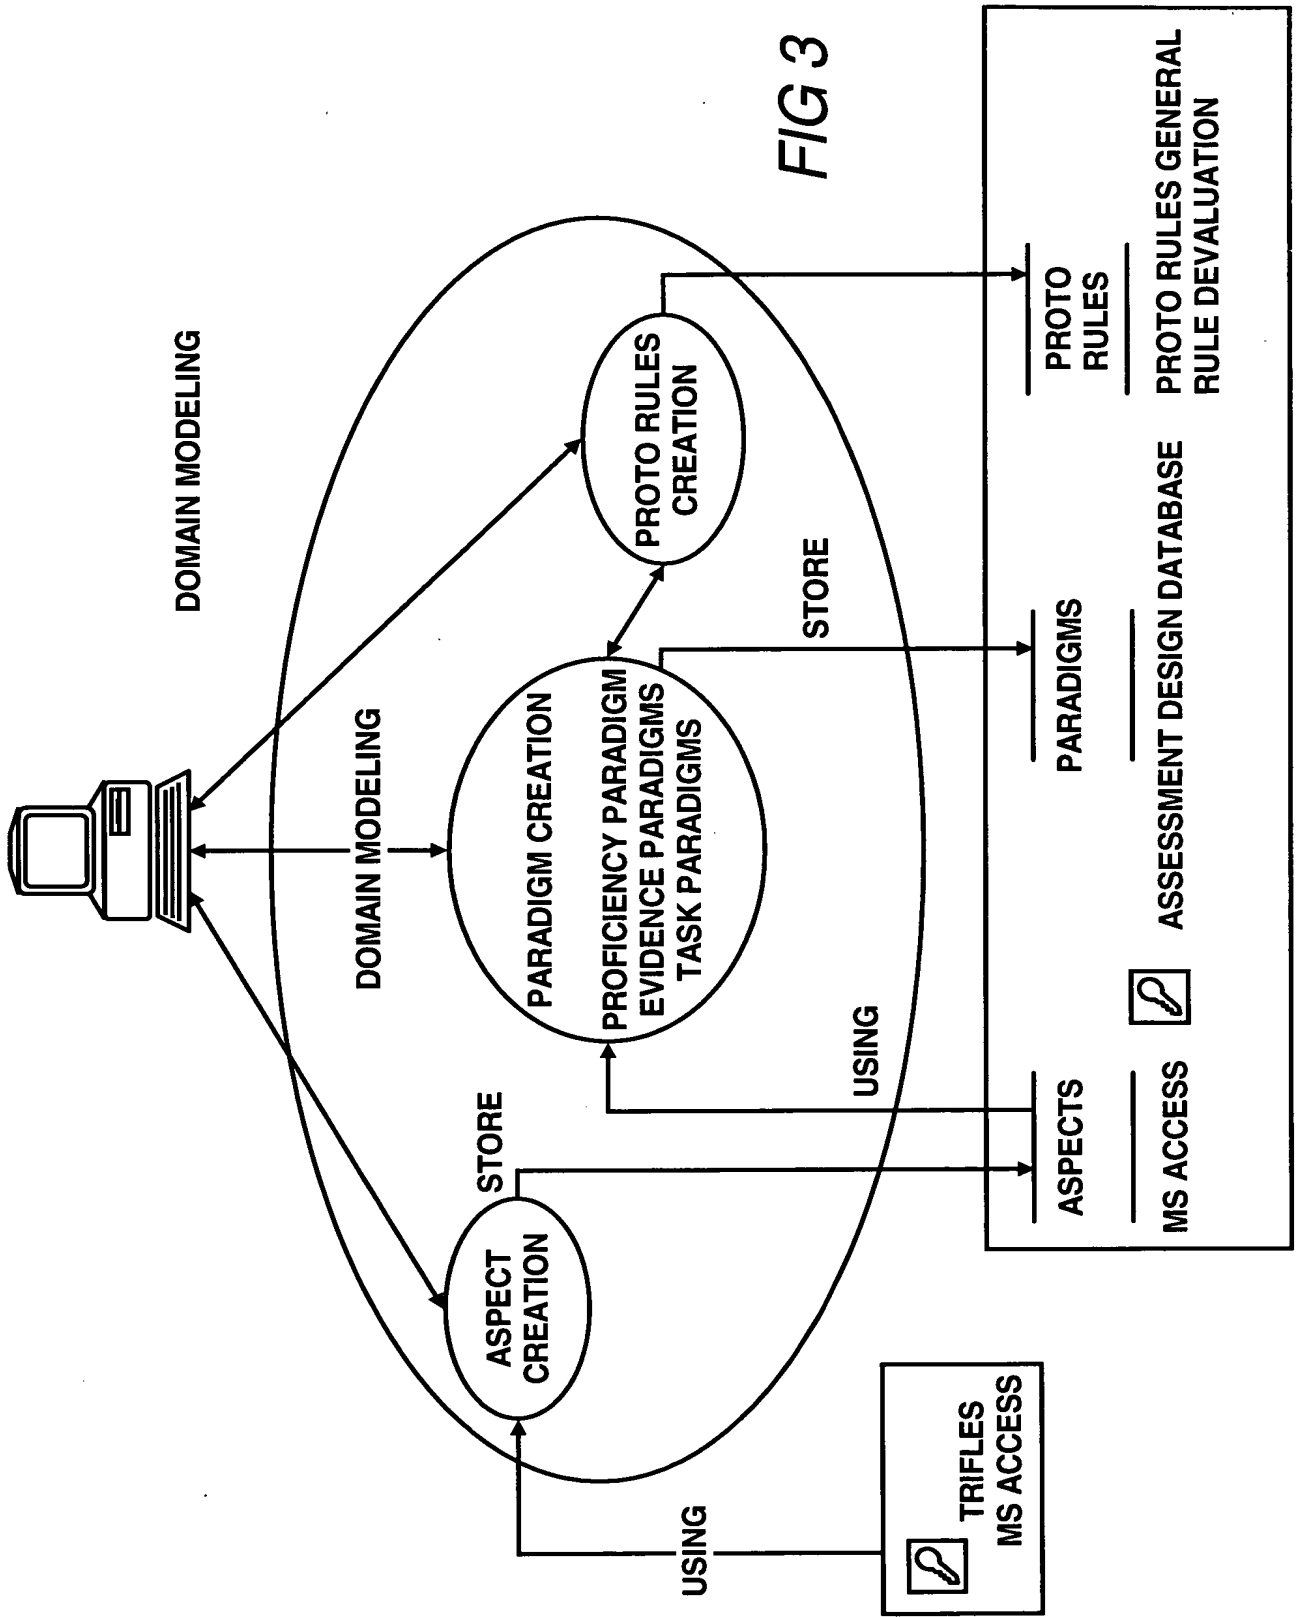 DOMAIN MODELING
DOMAIN MODELING
ASPECT
CREATION
STORE
PARADIGM CREATION
PROFICIENCY PARADIGM
EVIDENCE PARADIGMS
TASK PARADIGMS
PROTO RULES
CREATION
USING
USING
STORE
FIG 3
TRIFLES
MS ACCESS
ASPECTS
MS ACCESS
PARADIGMS
ASSESSMENT DESIGN DATABASE
PROTO
RULES
PROTO RULES GENERAL
RULE DEVALUATION